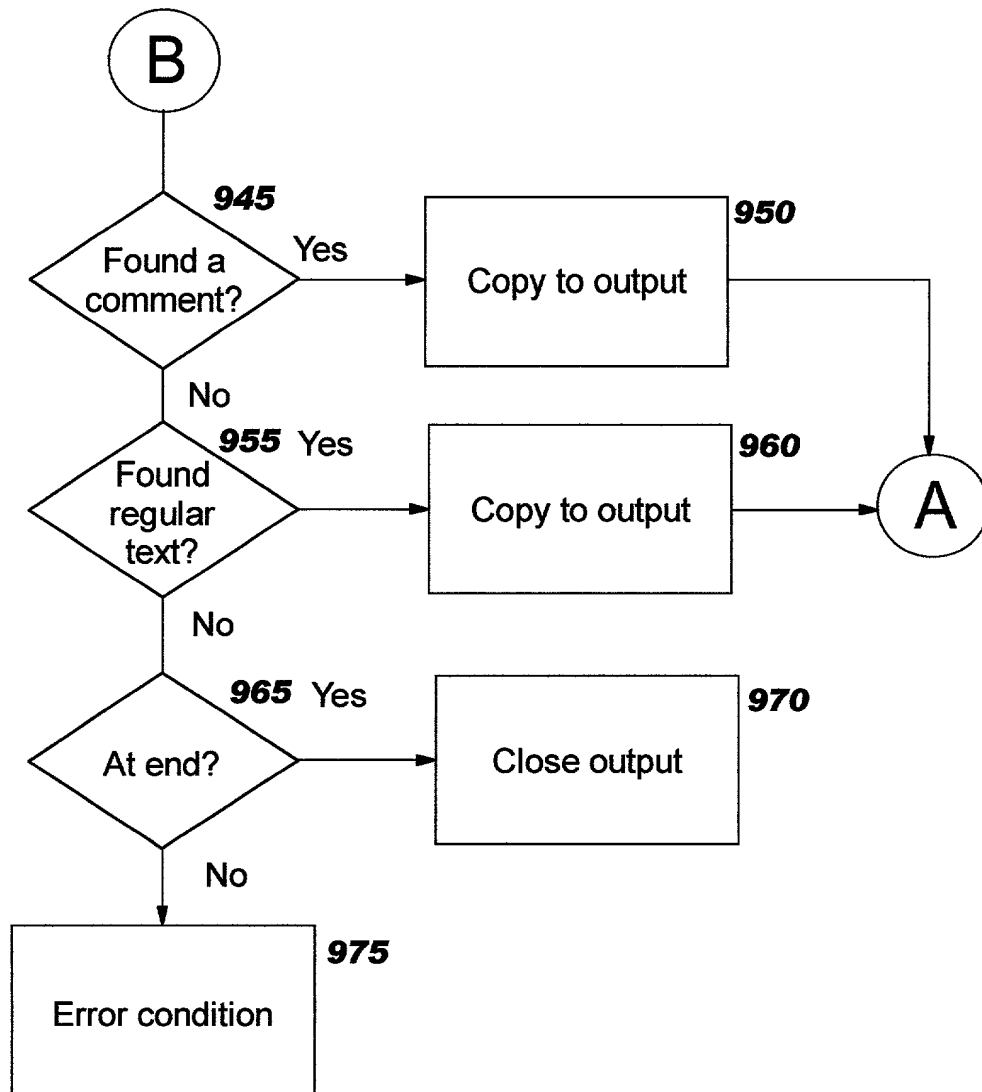 B
945
950
Found a
comment?
Yes
Copy to output
No
955
Yes
960
Found
regular
text?
Copy to output
A
No
965
Yes
970
At end?
Close output
No
975
Error condition